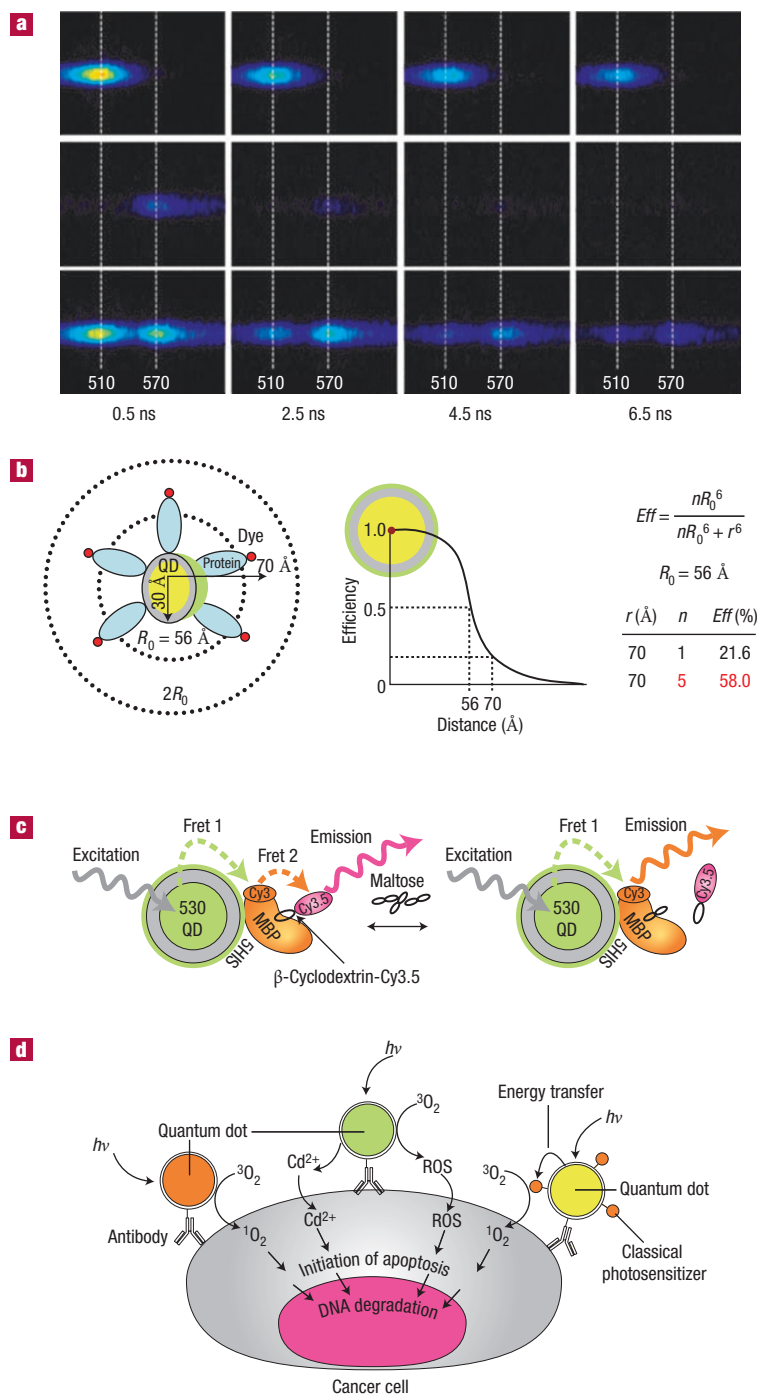 a
510 570
510 570
510 570
510 570
0.5 ns
2.5 ns
4.5 ns
6.5 ns
b
Dye
QD
Protein
70 Å
30 Å
R₀ = 56 Å
2R₀
Efficiency
1.0
0.5
0
56 70
Distance (Å)
Eff = nR₀⁶ / nR₀⁶ + r⁶
R₀ = 56 Å
r (Å) n Eff (%)
70 1 21.6
70 5 58.0
c
Excitation
Fret 1
Fret 2
Emission
530
QD
Cy3
MBP
5HIS
Cy3.5
β-Cyclodextrin-Cy3.5
Maltose
Excitation
Fret 1
Emission
530
QD
Cy3
MBP
5HIS
Cy3.5
d
hν
Quantum dot
hν
³O₂
Energy transfer
hν
Antibody
³O₂
¹O₂
Cd²⁺
Cd²⁺
ROS
ROS
³O₂
¹O₂
Quantum dot
Classical
photosensitizer
Initiation of apoptosis
DNA degradation
Cancer cell